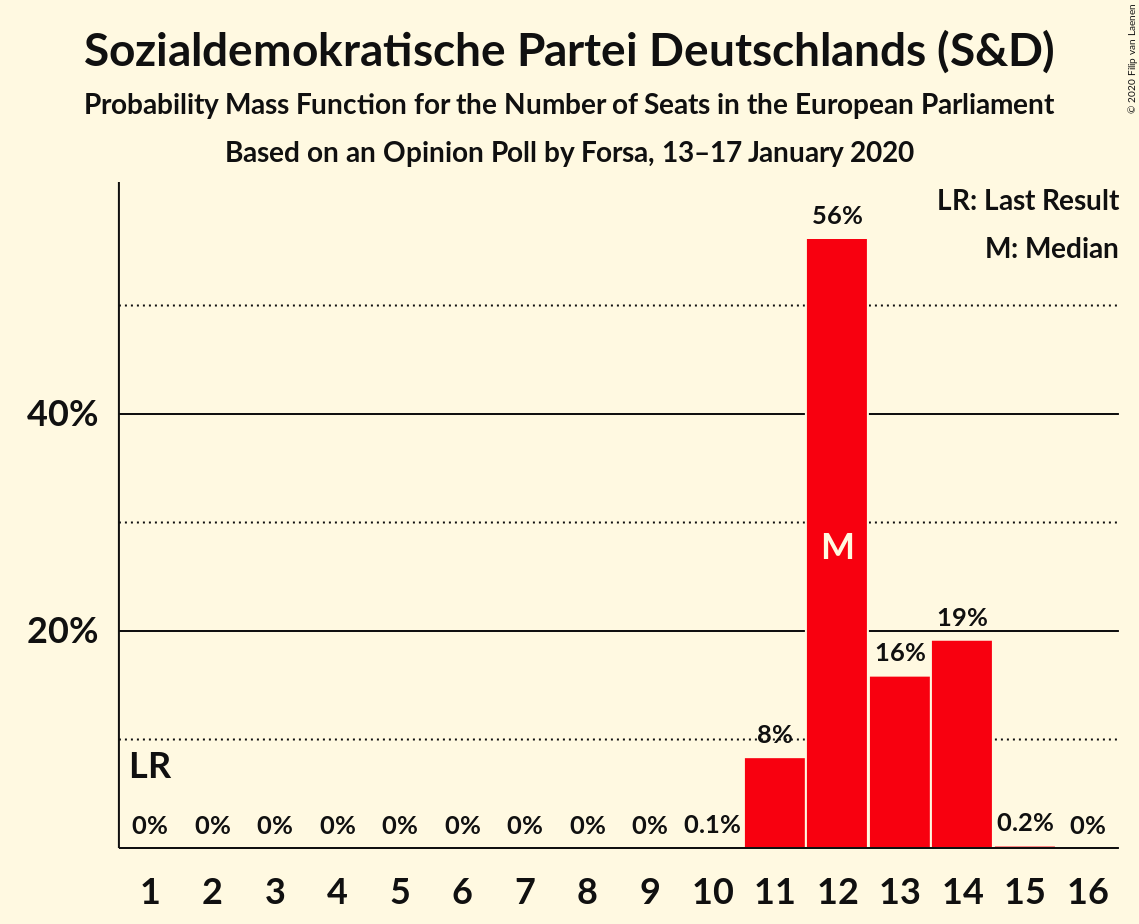 Sozialdemokratische Partei Deutschlands (S&D)
Probability Mass Function for the Number of Seats in the European Parliament
Based on an Opinion Poll by Forsa, 13–17 January 2020
© 2020 Filip van Laenen
LR: Last Result
M: Median
56%
40%
M
20%
19%
16%
8%
LR
0% 0% 0% 0% 0% 0% 0% 0% 0% 0.1% 0.2% 0%
1 2 3 4 5 6 7 8 9 10 11 12 13 14 15 16